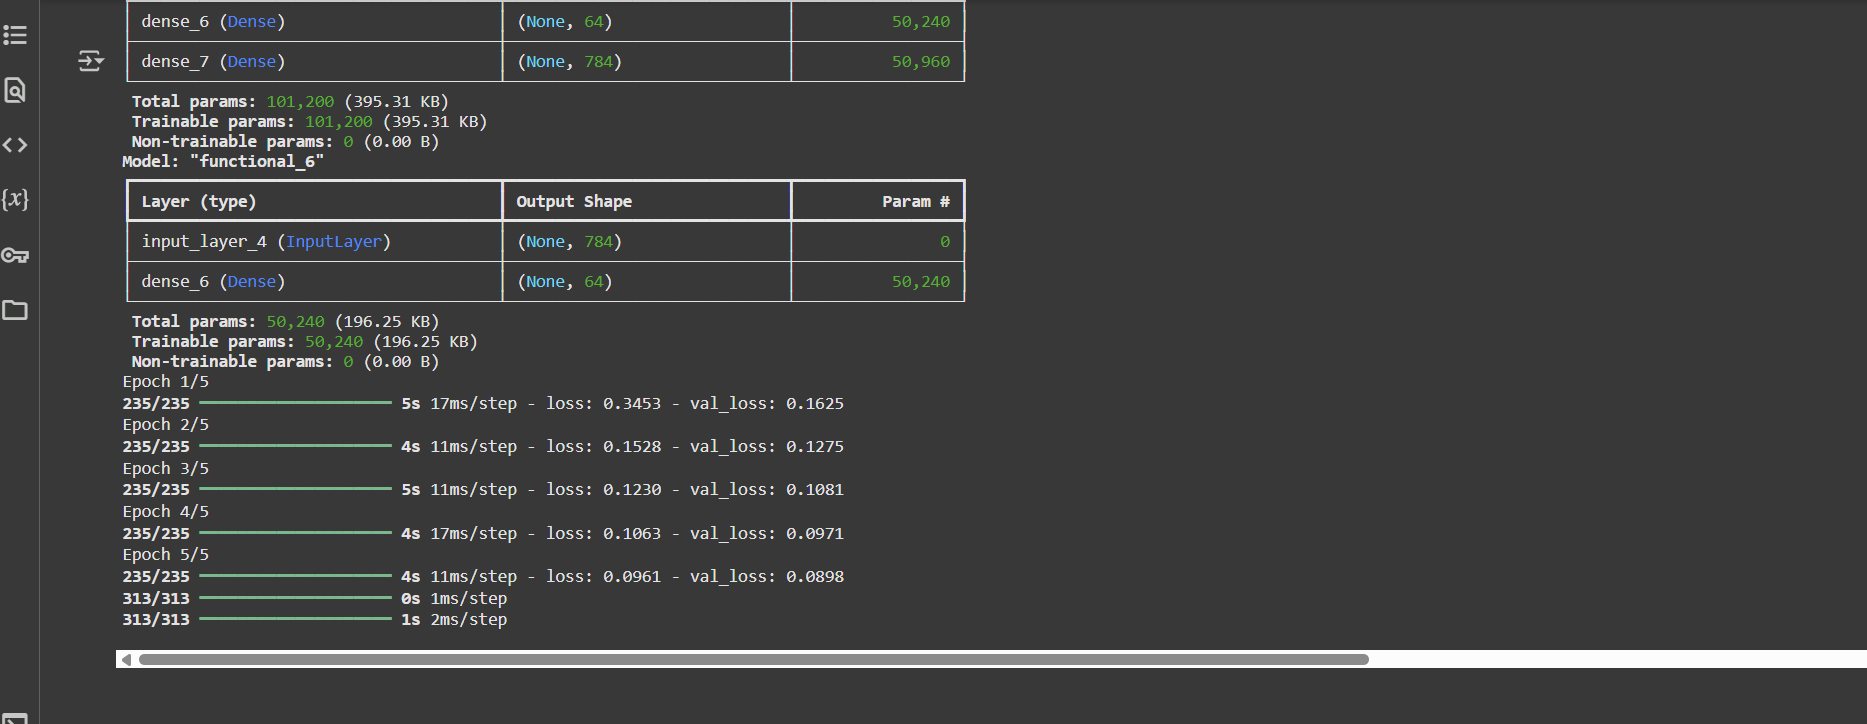 dense_6 (Dense) (None, 64) 50,240
dense_7 (Dense) (None, 784) 50,960
Total params: 101,200 (395.31 KB)
Trainable params: 101,200 (395.31 KB)
Non-trainable params: 0 (0.00 B)
Model: "functional_6"
Layer (type) Output Shape Param #
input_layer_4 (InputLayer) (None, 784) 0
dense_6 (Dense) (None, 64) 50,240
Total params: 50,240 (196.25 KB)
Trainable params: 50,240 (196.25 KB)
Non-trainable params: 0 (0.00 B)
Epoch 1/5
235/235 5s 17ms/step - loss: 0.3453 - val_loss: 0.1625
Epoch 2/5
235/235 4s 11ms/step - loss: 0.1528 - val_loss: 0.1275
Epoch 3/5
235/235 5s 11ms/step - loss: 0.1230 - val_loss: 0.1081
Epoch 4/5
235/235 4s 17ms/step - loss: 0.1063 - val_loss: 0.0971
Epoch 5/5
235/235 4s 11ms/step - loss: 0.0961 - val_loss: 0.0898
313/313 0s 1ms/step
313/313 1s 2ms/step